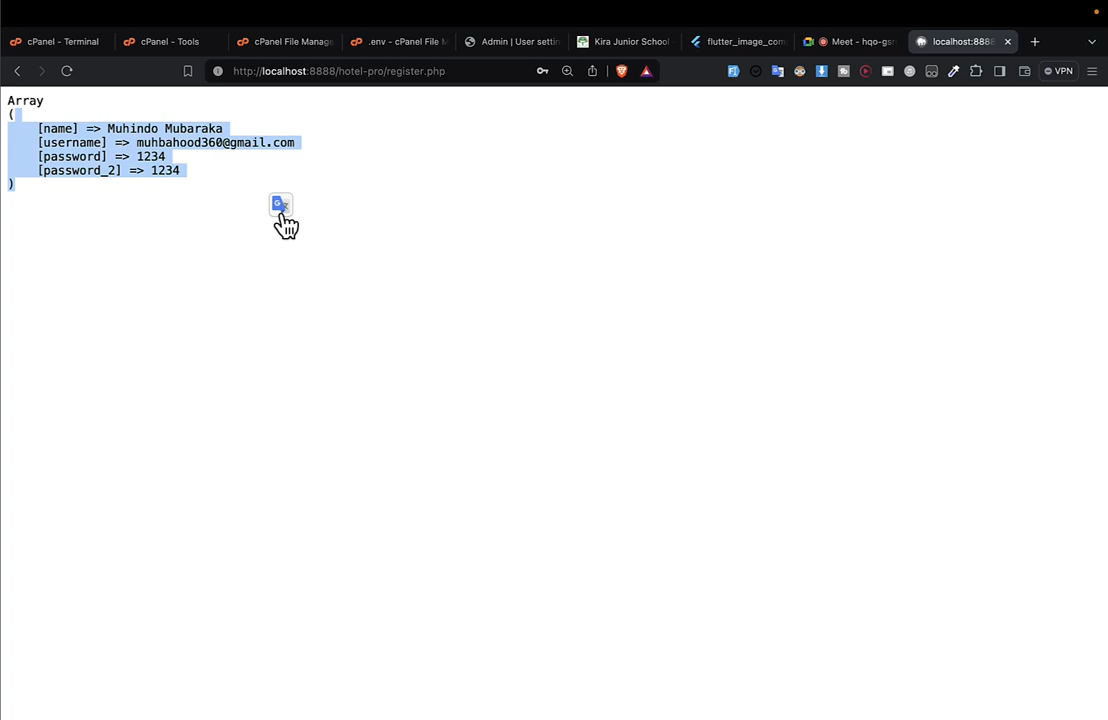 cPanel - Terminal
cPanel - Tools
cPanel File Manage
.env - cPanel File M
Admin | User settin
Kira Junior School
flutter_image_com
Meet - hqo-gs
localhost:8888
http://localhost:8888/hotel-pro/register.php
VPN
Array
(
[name] => Muhindo Mubaraka
[username] => muhbahood360@gmail.com
[password] => 1234
[password_2] => 1234
)